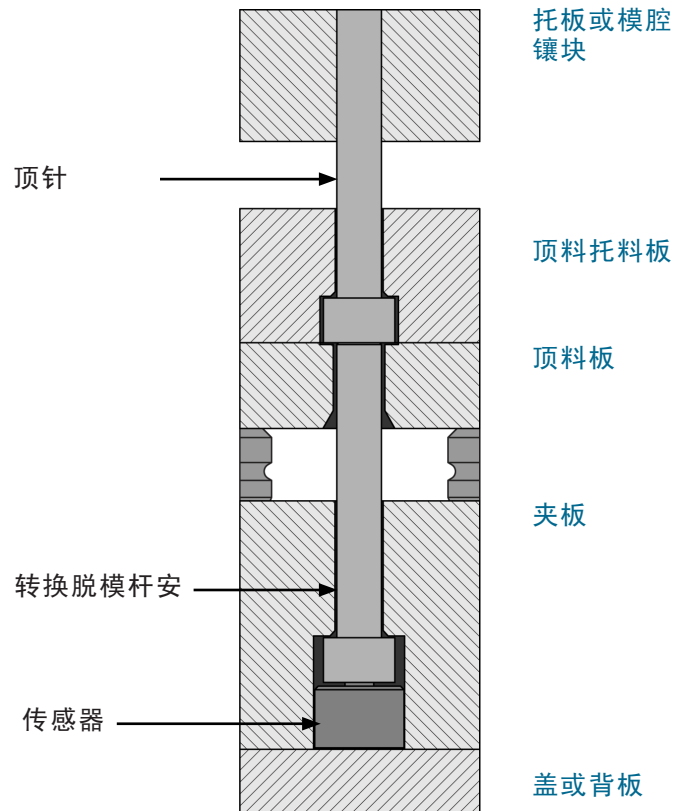 托板或模腔
镶块
顶针
顶料托料板
顶料板
夹板
转换脱模杆安
传感器
盖或背板